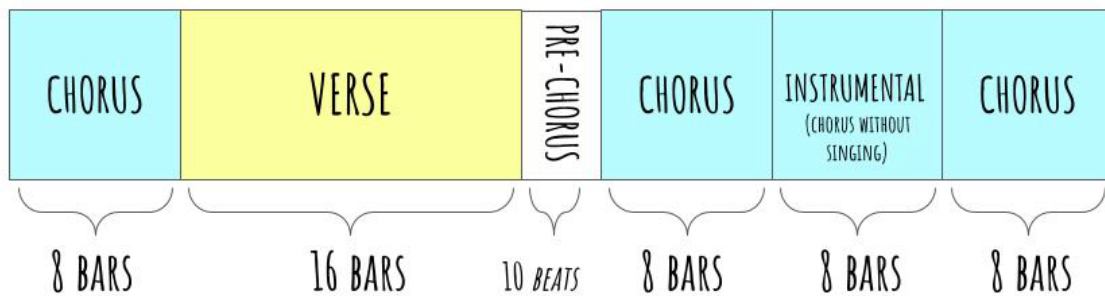 CHORUS
VERSE
PRE-CHORUS
CHORUS
INSTRUMENTAL
(CHORUS WITHOUT
SINGING)
CHORUS
8 BARS
16 BARS
10 BEATS
8 BARS
8 BARS
8 BARS